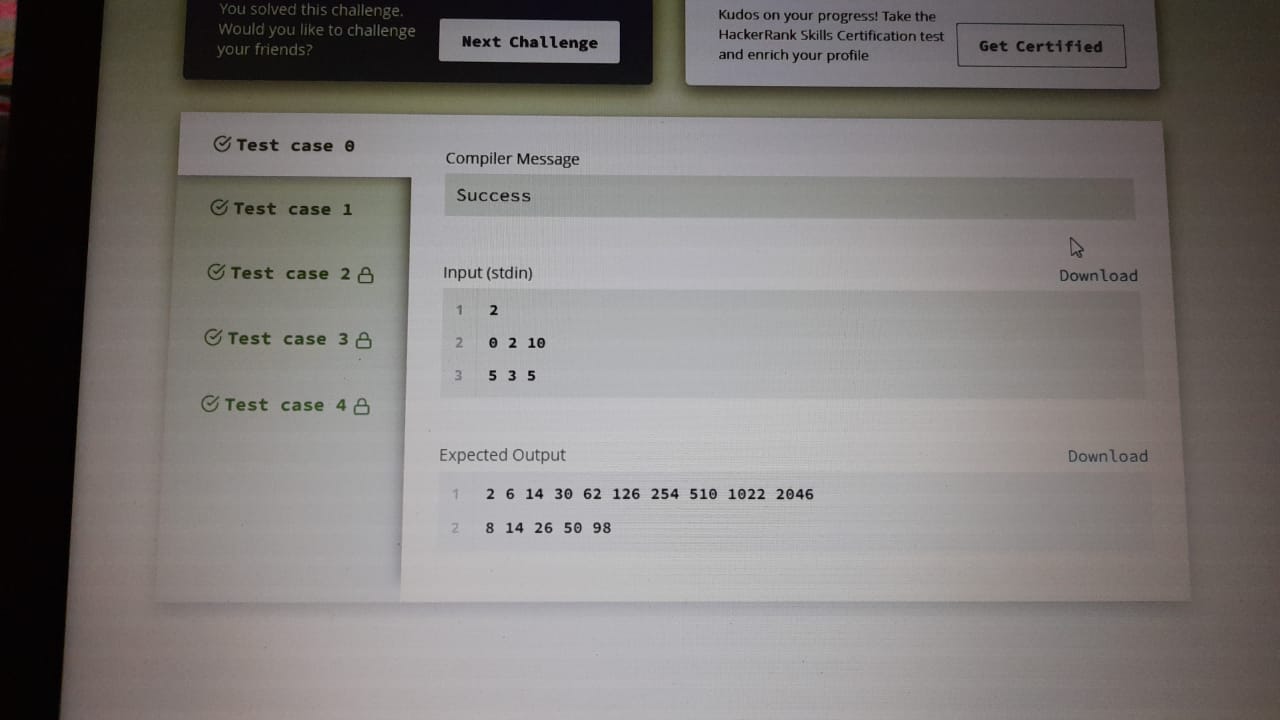 You solved this challenge.
Would you like to challenge
your friends?
Next Challenge
Kudos on your progress! Take the
HackerRank Skills Certification test
and enrich your profile
Get Certified
Test case 0
Test case 1
Test case 2
Test case 3
Test case 4
Compiler Message
Success
Input (stdin)
Download
1 2
2 0 2 10
3 5 3 5
Expected Output
Download
1 2 6 14 30 62 126 254 510 1022 2046
2 8 14 26 50 98